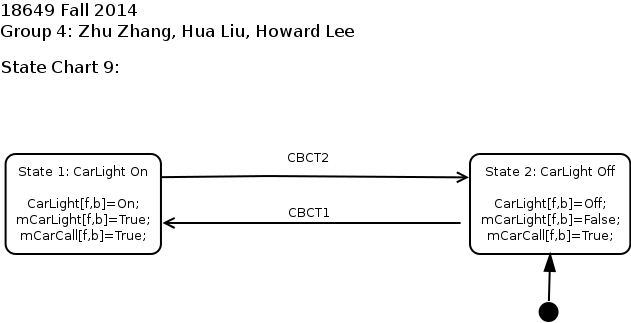 18649 Fall 2014
Group 4: Zhu Zhang, Hua Liu, Howard Lee
State Chart 9:
CBCT2
State 1: CarLight On
CarLight[f,b]=On;
mCarLight[f,b]=True;
mCarCall[f,b]=True;
State 2: CarLight Off
CarLight[f,b]=Off;
mCarLight[f,b]=False;
mCarCall[f,b]=True;
CBCT1